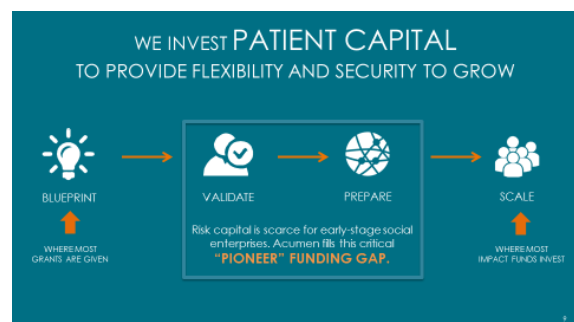 WE INVEST PATIENT CAPITAL
TO PROVIDE FLEXIBILITY AND SECURITY TO GROW
BLUEPRINT
VALIDATE
PREPARE
SCALE
WHERE MOST
GRANTS ARE GIVEN
Risk capital is scarce for early-stage social
enterprises. Acumen fills this critical
“PIONEER” FUNDING GAP.
WHERE MOST
IMPACT FUNDS INVEST